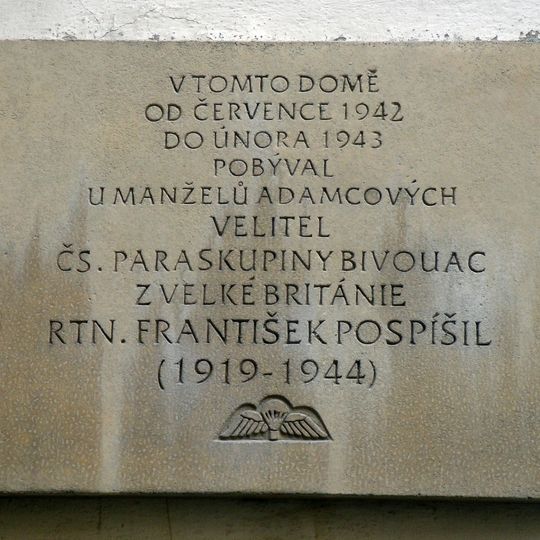 V TOMTO DOMĚ
OD ČERVENCE 1942
DO ÚNORA 1943
POBÝVAL
U MANŽELŮ ADAMCOVÝCH
VELITEL
ČS. PARASKUPINY BIVOUAC
Z VELKÉ BRITÁNIE
RTN. FRANTIŠEK POSPÍŠIL
(1919-1944)